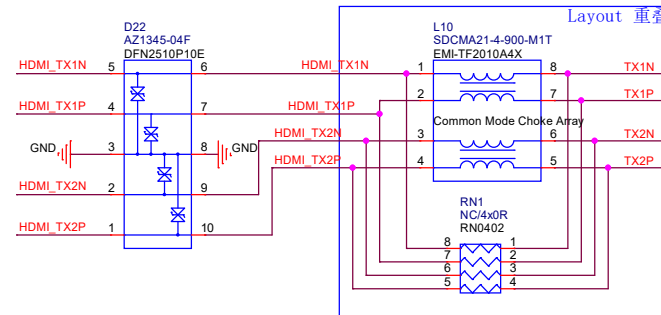 Layout 重叠
D22
AZ1345-04F
DFN2510P10E
L10
SDCMA21-4-900-M1T
EMI-TF2010A4X
HDMI_TX1N 5 6 HDMI_TX1N 1 8 TX1N
HDMI_TX1P 4 7 HDMI_TX1P 2 7 TX1P
Common Mode Choke Array
HDMI_TX2N 3 6 TX2N
GND 3 8 GND
HDMI_TX2P 4 5 TX2P
HDMI_TX2N 2 9
HDMI_TX2P 1 10
RN1
NC/4x0R
RN0402
8 1
7 2
6 3
5 4